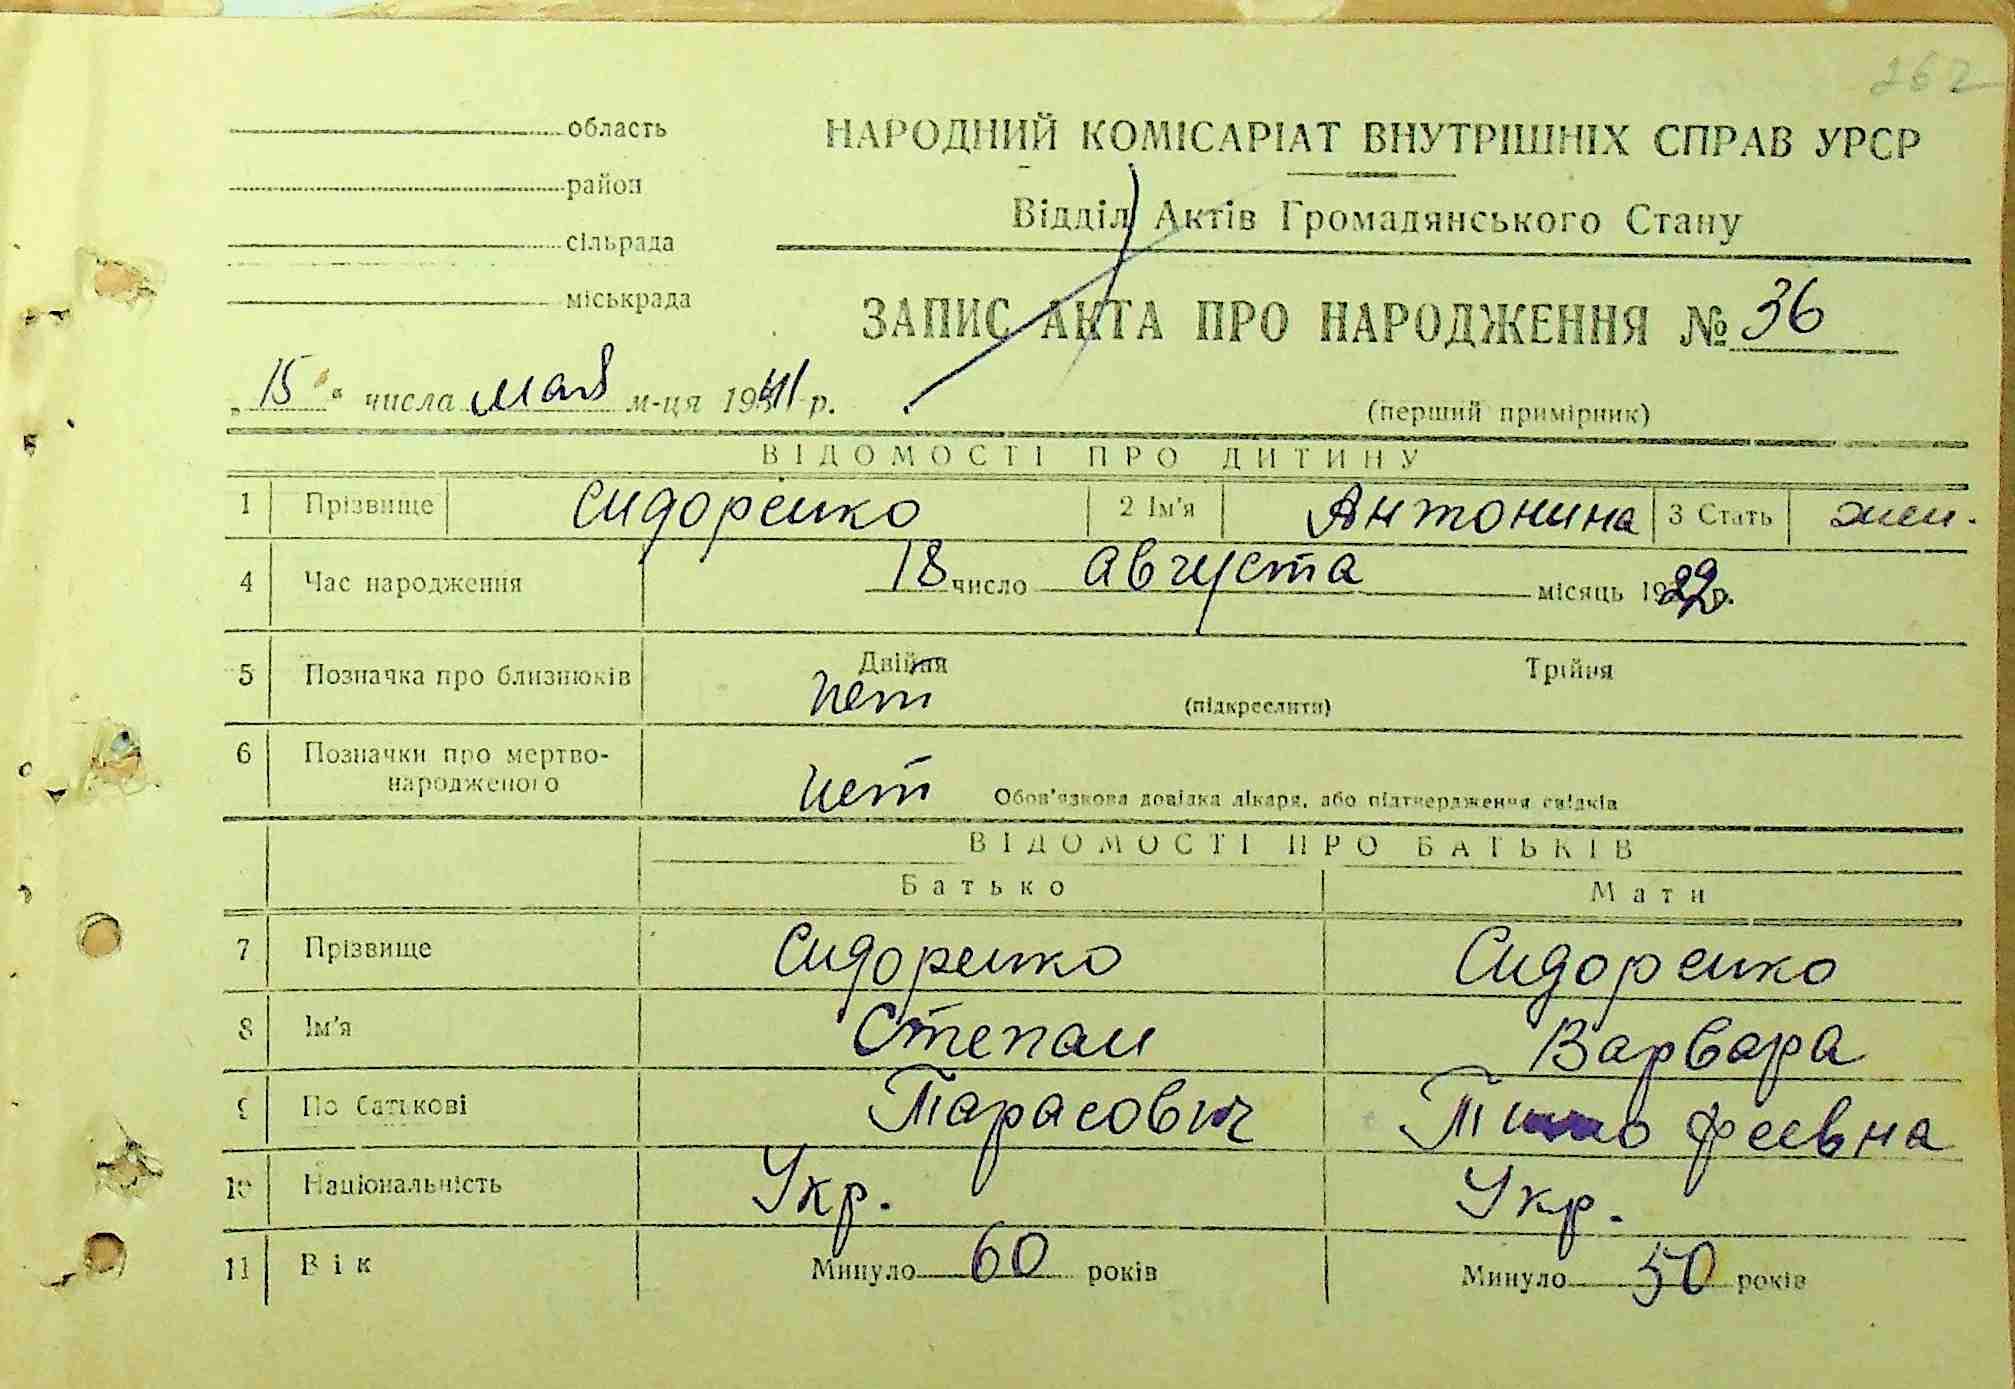 262
область
район
сільрада
міськрада
НАРОДНИЙ КОМІСАРІАТ ВНУТРІШНІХ СПРАВ УРСР
Відділ Актів Громадянського Стану
ЗАПИС АКТА ПРО НАРОДЖЕННЯ № 36
„15“ числа мая м-ця 1941 р.
(перший примірник)
ВІДОМОСТІ ПРО ДИТИНУ
1 Прізвище Сидоренко 2 Ім'я Антонина 3 Стать жен.
4 Час народження 18 число августа місяць 1922р.
5 Позначка про близнюків Двійня Трійня
нет (підкреслити)
6 Позначки про мертво-
народженого нет Обов'язкова довідка лікаря, або підтвердження свідків
ВІДОМОСТІ ПРО БАТЬКІВ
Батько Мати
7 Прізвище Сидоренко Сидоренко
8 Ім'я Степан Варвара
9 По батькові Тарасович Тимофеевна
10 Національність Укр. Укр.
11 Вік Минуло 60 років Минуло 50 років